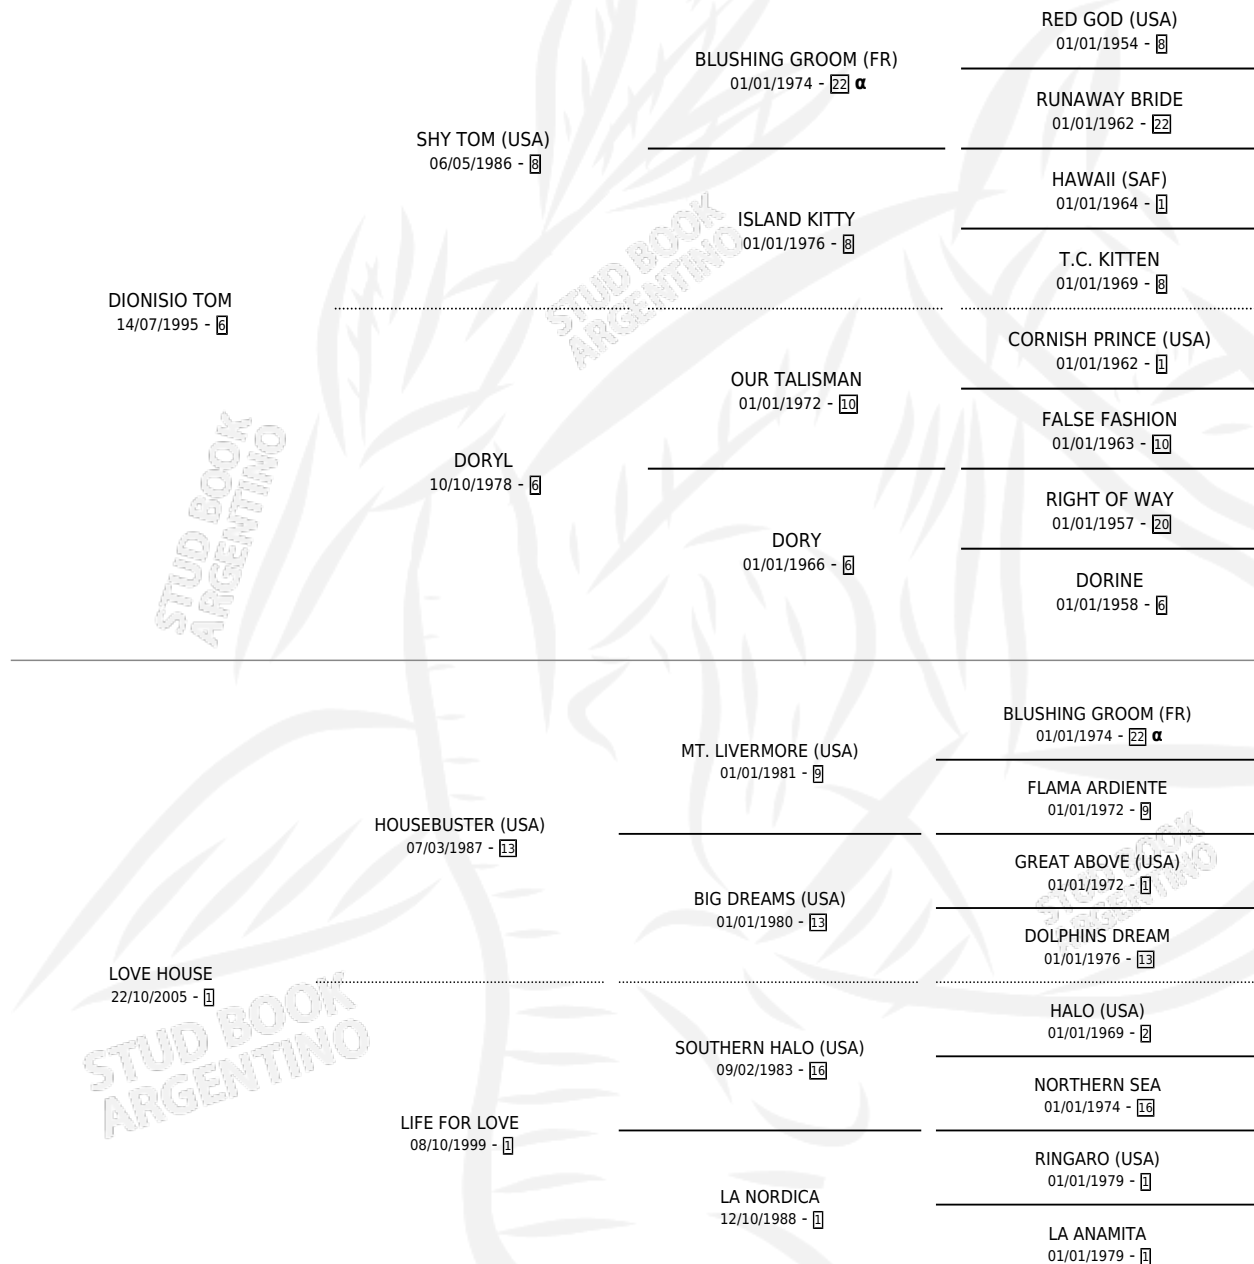 RED GOD (USA)
01/01/1954 - 8
BLUSHING GROOM (FR)
01/01/1974 - 22 α
RUNAWAY BRIDE
01/01/1962 - 22
SHY TOM (USA)
06/05/1986 - 8
HAWAII (SAF)
01/01/1964 - 1
ISLAND KITTY
01/01/1976 - 8
STUD BOOK
ARGENTINO
T.C. KITTEN
01/01/1969 - 8
DIONISIO TOM
14/07/1995 - 6
CORNISH PRINCE (USA)
01/01/1962 - 1
OUR TALISMAN
01/01/1972 - 10
FALSE FASHION
01/01/1963 - 10
DORYL
10/10/1978 - 6
STUD BOOK
ARGENTINO
RIGHT OF WAY
01/01/1957 - 20
DORY
01/01/1966 - 6
DORINE
01/01/1958 - 6
BLUSHING GROOM (FR)
01/01/1974 - 22 α
MT. LIVERMORE (USA)
01/01/1981 - 9
FLAMA ARDIENTE
01/01/1972 - 9
HOUSEBUSTER (USA)
07/03/1987 - 13
GREAT ABOVE (USA)
01/01/1972 - 1
STUD BOOK
ARGENTINO
BIG DREAMS (USA)
01/01/1980 - 13
DOLPHINS DREAM
01/01/1976 - 13
LOVE HOUSE
22/10/2005 - 1
STUD BOOK
ARGENTINO
HALO (USA)
01/01/1969 - 2
SOUTHERN HALO (USA)
09/02/1983 - 16
NORTHERN SEA
01/01/1974 - 16
LIFE FOR LOVE
08/10/1999 - 1
RINGARO (USA)
01/01/1979 - 1
LA NORDICA
12/10/1988 - 1
LA ANAMITA
01/01/1979 - 1